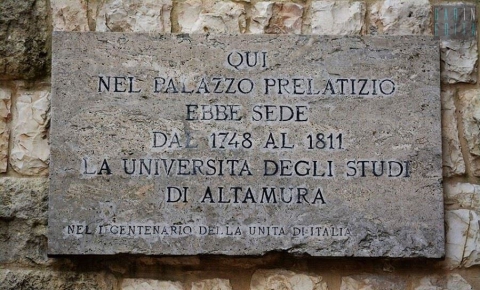 QUI
NEL PALAZZO PRELATIZIO
EBBE SEDE
DAL 1748 AL 1811
LA UNIVERSITA DEGLI STUDI
DI ALTAMURA
NEL I° CENTENARIO DELLA UNITA DI ITALIA